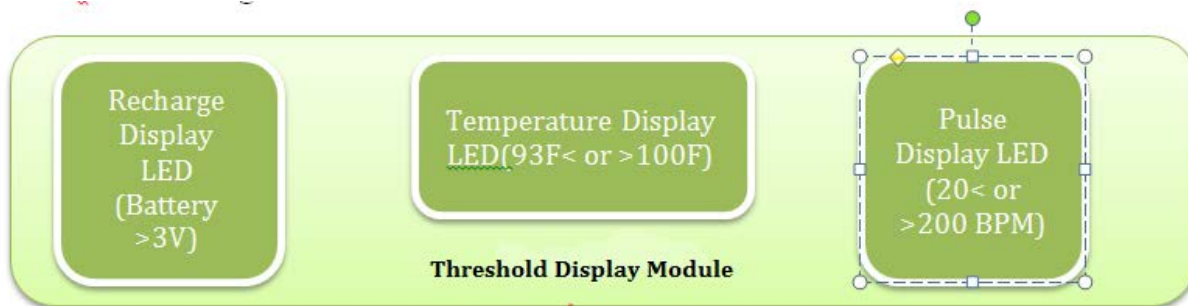 Recharge
Display
LED
(Battery
>3V)
Temperature Display
LED(93F< or >100F)
Pulse
Display LED
(20< or
>200 BPM)
Threshold Display Module